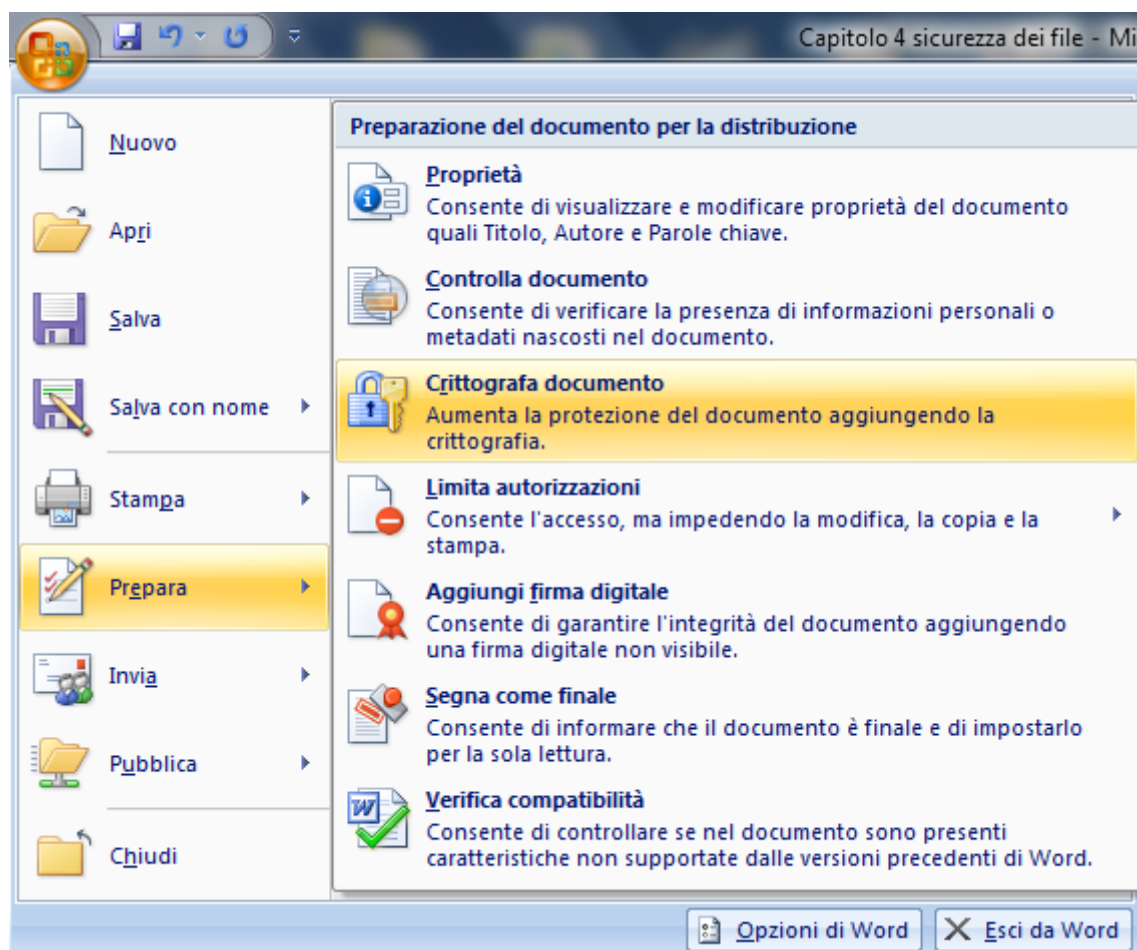 Capitolo 4 sicurezza dei file - Mi
Nuovo
Apri
Salva
Salva con nome
Stampa
Prepara
Invia
Pubblica
Chiudi
Preparazione del documento per la distribuzione
Proprietà
Consente di visualizzare e modificare proprietà del documento
quali Titolo, Autore e Parole chiave.
Controlla documento
Consente di verificare la presenza di informazioni personali o
metadati nascosti nel documento.
Crittografa documento
Aumenta la protezione del documento aggiungendo la
crittografia.
Limita autorizzazioni
Consente l'accesso, ma impedendo la modifica, la copia e la
stampa.
Aggiungi firma digitale
Consente di garantire l'integrità del documento aggiungendo
una firma digitale non visibile.
Segna come finale
Consente di informare che il documento è finale e di impostarlo
per la sola lettura.
Verifica compatibilità
Consente di controllare se nel documento sono presenti
caratteristiche non supportate dalle versioni precedenti di Word.
Opzioni di Word
Esci da Word